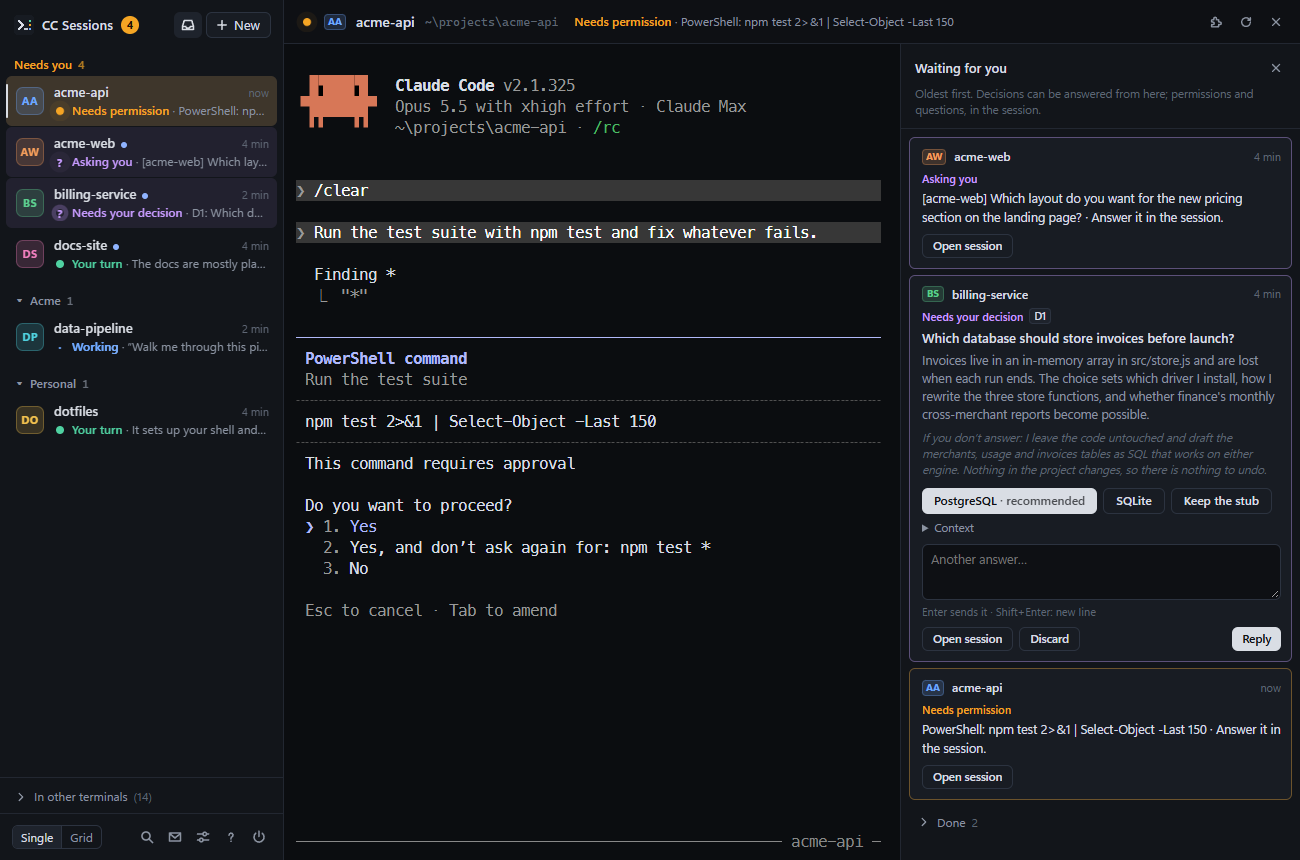 CC Sessions 4
New
Needs you 4
AA
acme-api
now
Needs permission · PowerShell: np...
AW
acme-web
4 min
? Asking you · [acme-web] Which lay...
BS
billing-service
2 min
? Needs your decision · D1: Which d...
DS
docs-site
4 min
Your turn · The docs are mostly pla...
Acme 1
DP
data-pipeline
2 min
Working · "Walk me through this pi...
Personal 1
DO
dotfiles
4 min
Your turn · It sets up your shell and...
In other terminals (14)
Single Grid
?
AA acme-api ~\projects\acme-api Needs permission · PowerShell: npm test 2>&1 | Select-Object -Last 150
Claude Code v2.1.325
Opus 5.5 with xhigh effort · Claude Max
~\projects\acme-api · /rc
❯ /clear
❯ Run the test suite with npm test and fix whatever fails.
Finding *
"*"
PowerShell command
Run the test suite
npm test 2>&1 | Select-Object -Last 150
This command requires approval
Do you want to proceed?
❯ 1. Yes
2. Yes, and don’t ask again for: npm test *
3. No
Esc to cancel · Tab to amend
acme-api
Waiting for you
Oldest first. Decisions can be answered from here; permissions and
questions, in the session.
AW acme-web 4 min
Asking you
[acme-web] Which layout do you want for the new pricing
section on the landing page? · Answer it in the session.
Open session
BS billing-service 4 min
Needs your decision D1
Which database should store invoices before launch?
Invoices live in an in-memory array in src/store.js and are lost
when each run ends. The choice sets which driver I install, how I
rewrite the three store functions, and whether finance's monthly
cross-merchant reports become possible.
If you don't answer: I leave the code untouched and draft the
merchants, usage and invoices tables as SQL that works on either
engine. Nothing in the project changes, so there is nothing to undo.
PostgreSQL · recommended SQLite Keep the stub
Context
Another answer...
Enter sends it · Shift+Enter: new line
Open session Discard Reply
AA acme-api now
Needs permission
PowerShell: npm test 2>&1 | Select-Object -Last 150 · Answer it in
the session.
Open session
Done 2